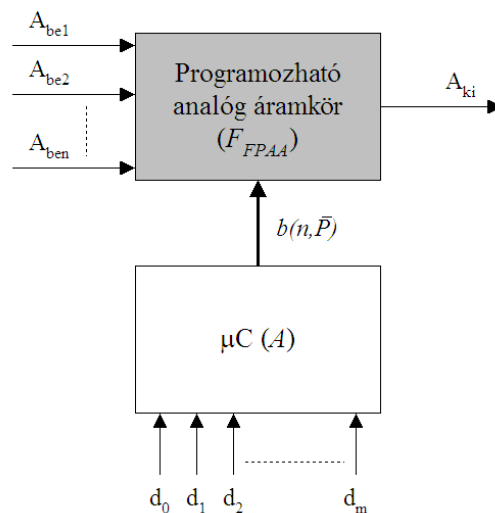 A_be1
A_be2
A_ben
Programozható
analóg áramkör
(F_FPAA)
A_ki
b(n,P̄)
μC (A)
d_0 d_1 d_2 d_m